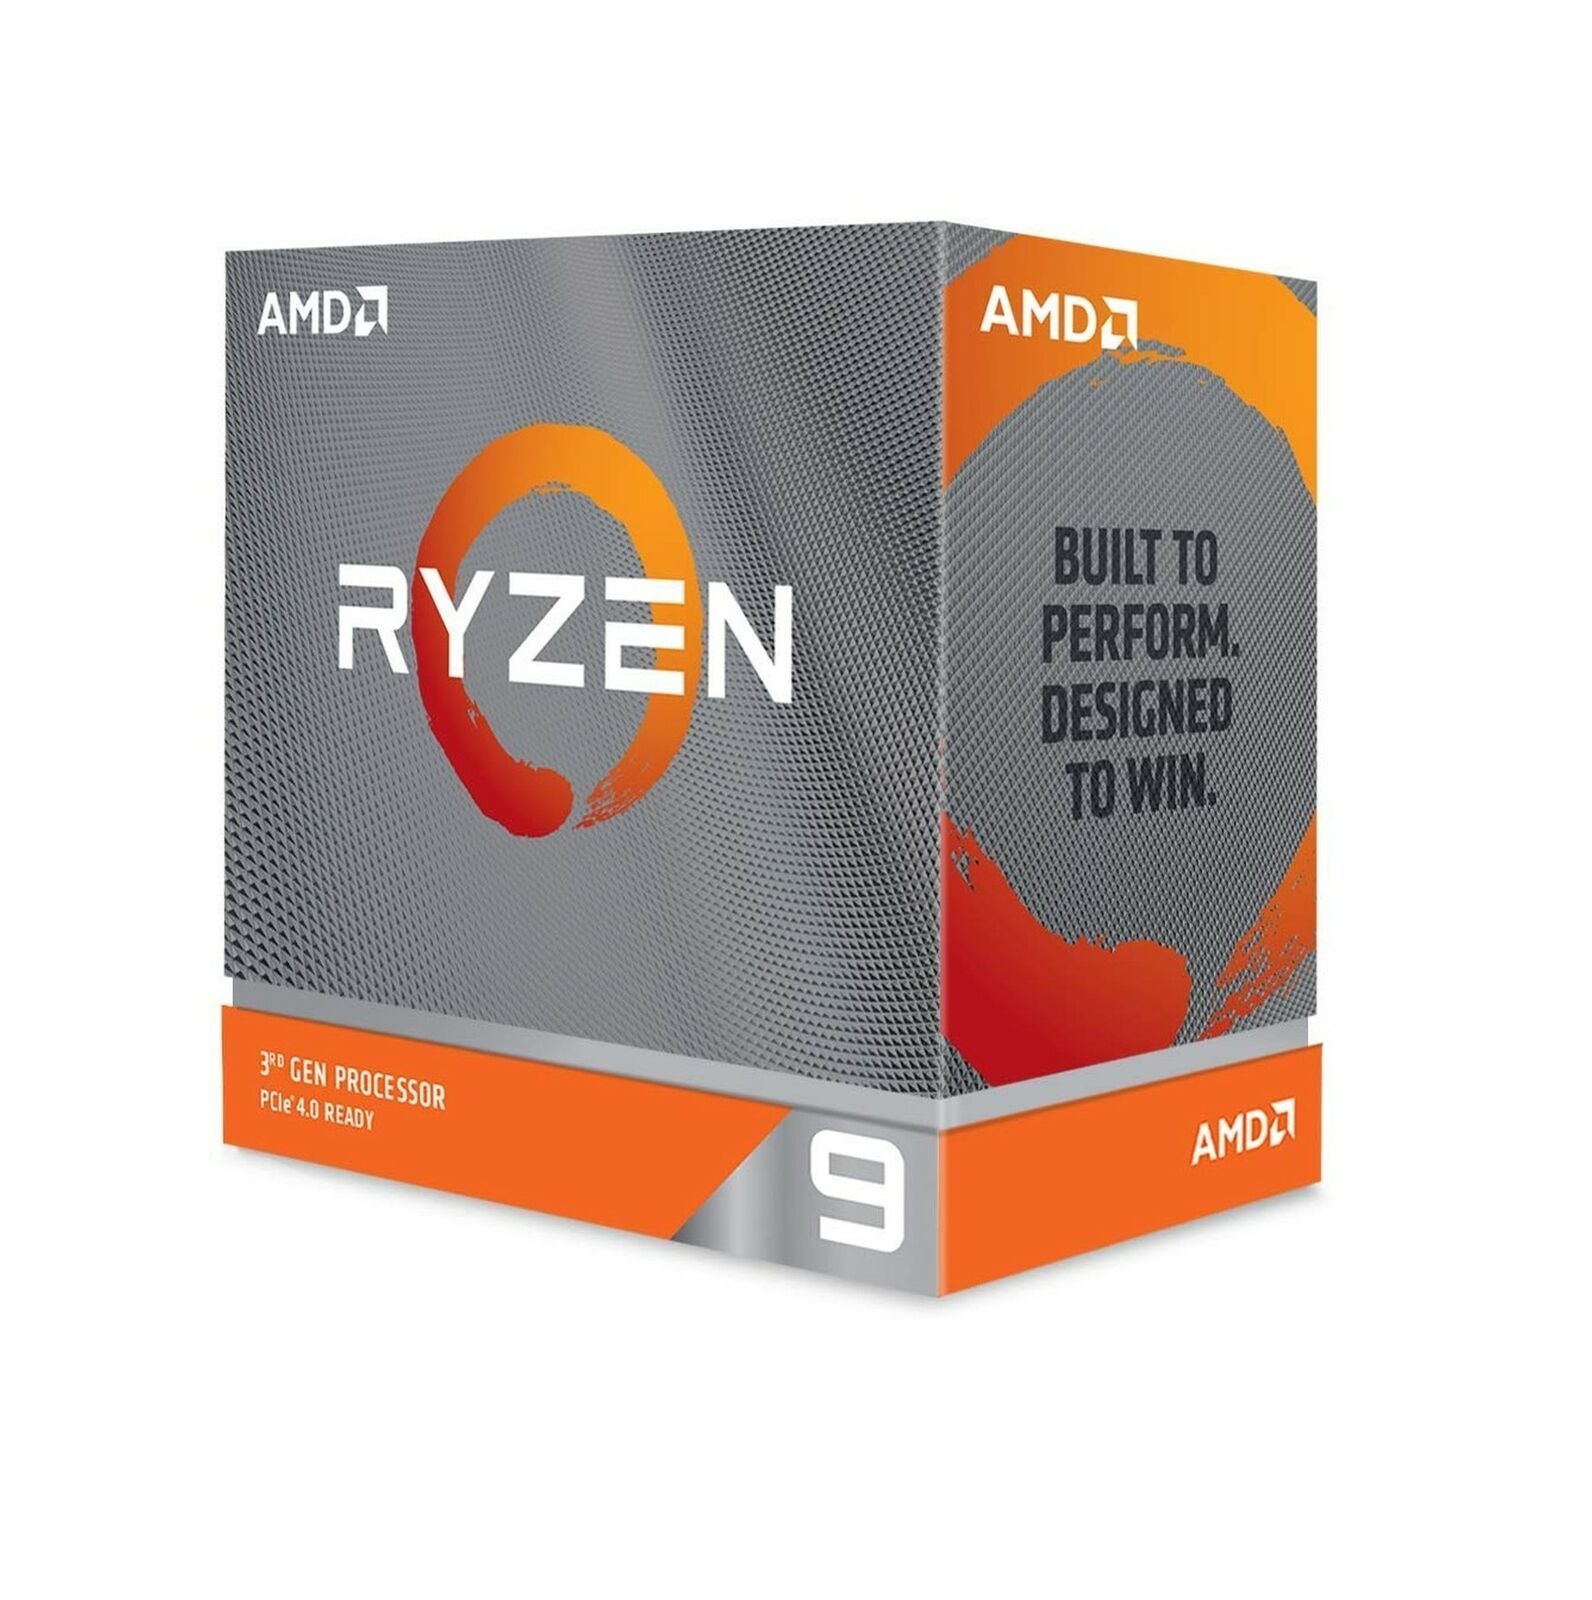 AMD
RYZEN
3RD GEN PROCESSOR
PCIe® 4.0 READY
9
AMD
BUILT TO
PERFORM.
DESIGNED
TO WIN.
AMD